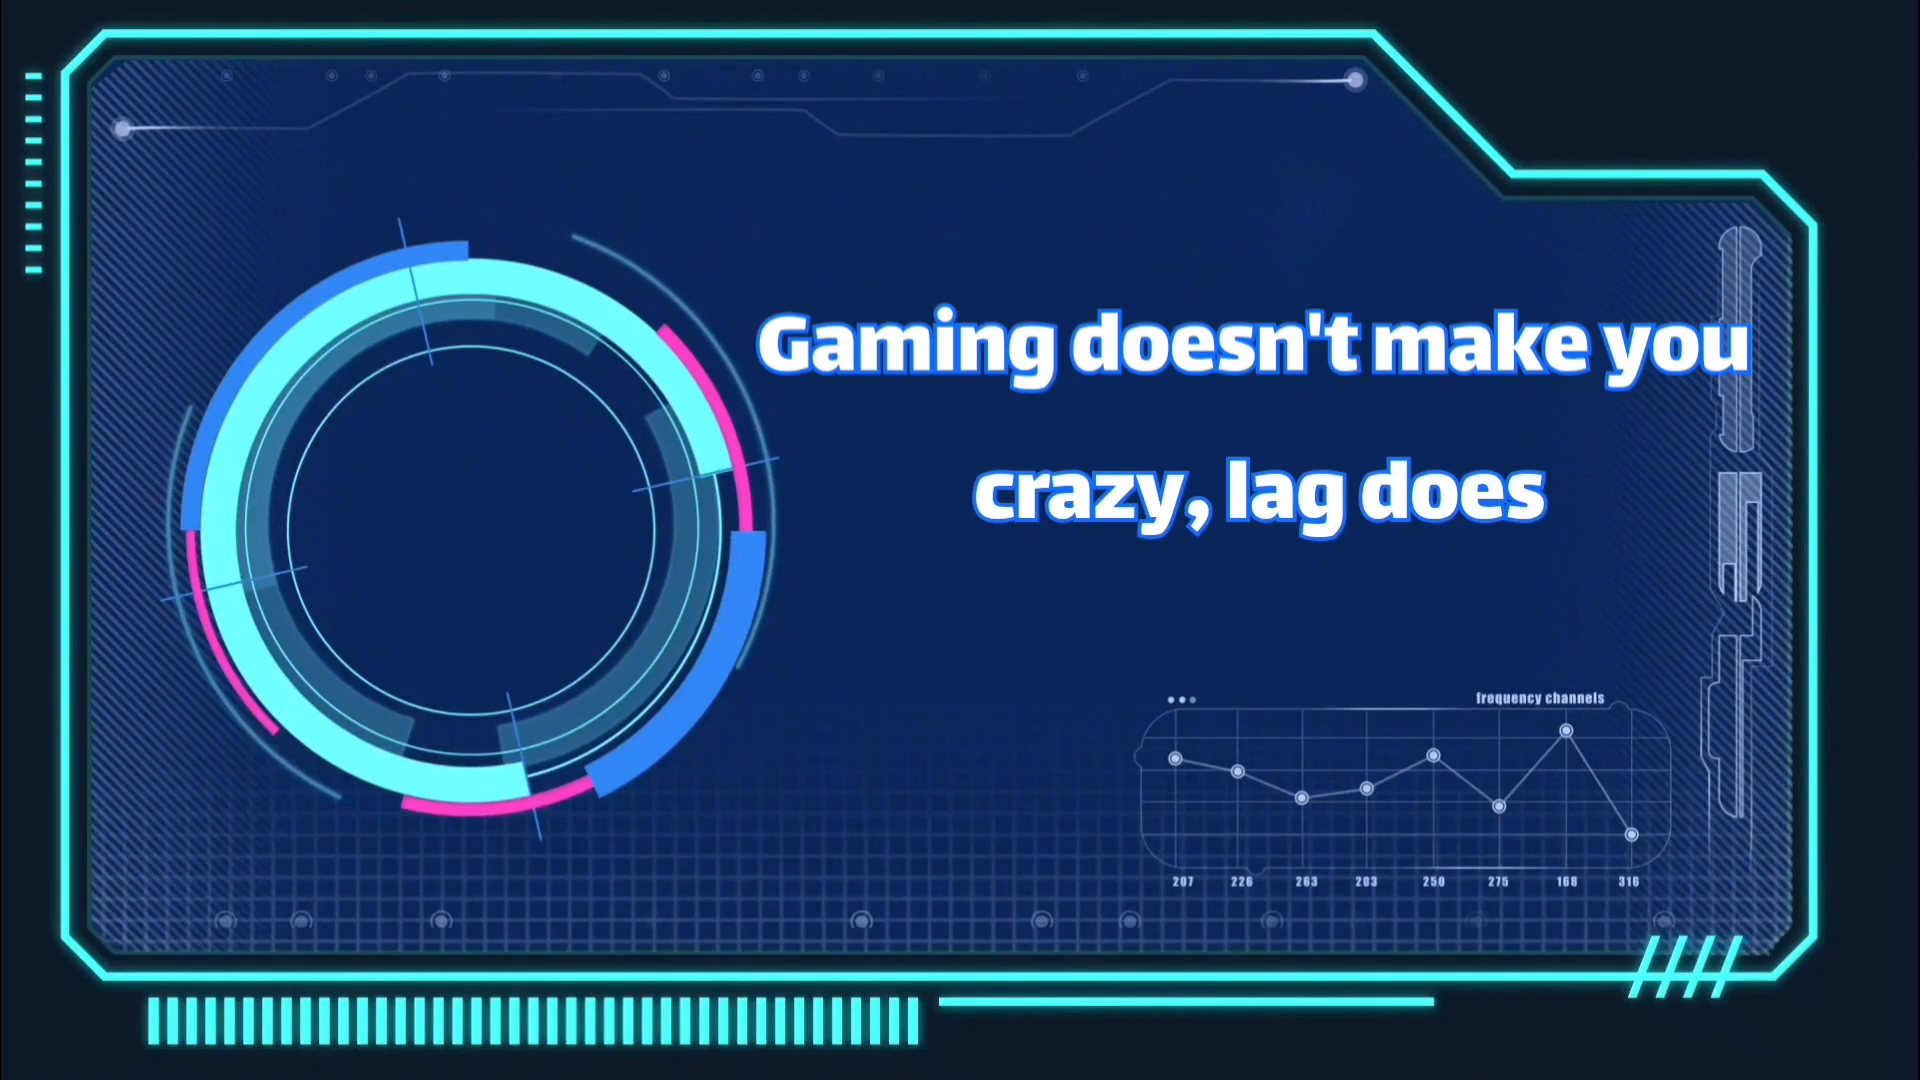 Gaming doesn't make you
crazy, lag does
frequency channels
207 226 263 203 250 275 168 316